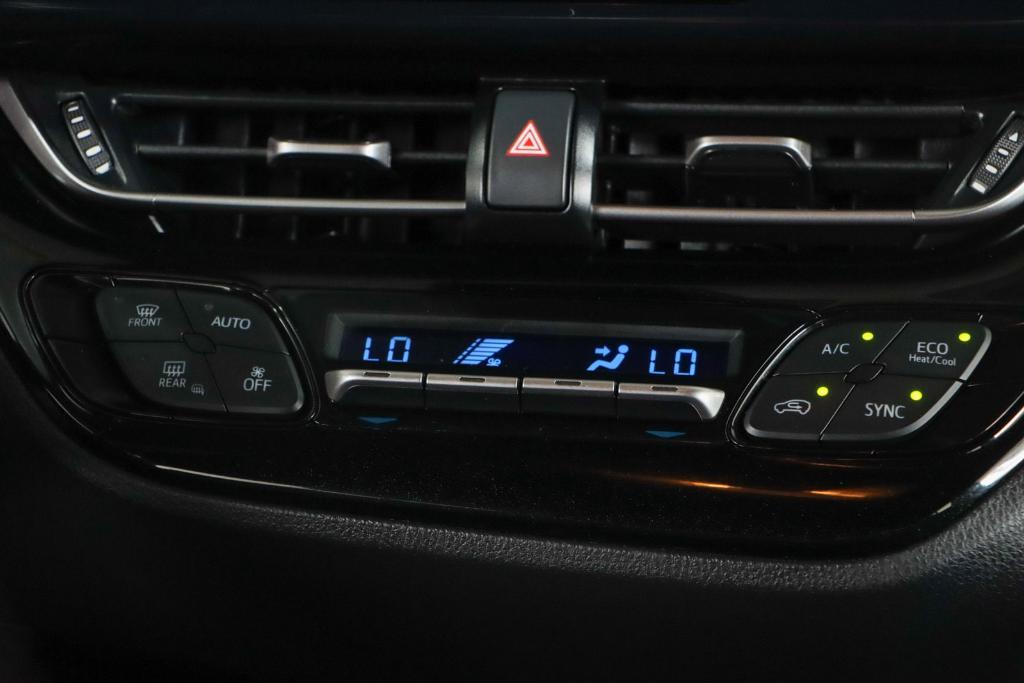 FRONT
AUTO
REAR
OFF
LO
LO
A/C
ECO
Heat/Cool
SYNC